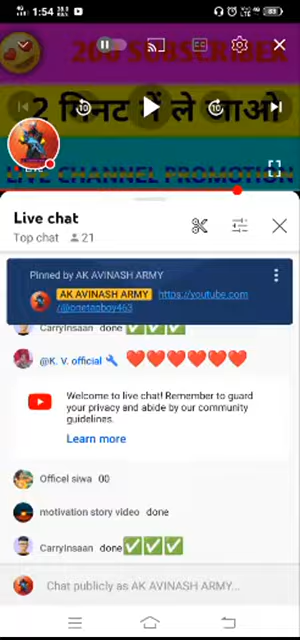 1:54
200 SUBSCRIBER
2 मिनट में ले जाओ
LIVE
LIVE CHANNEL PROMOTION
Live chat
Top chat 21
Pinned by AK AVINASH ARMY
AK AVINASH ARMY https://youtube.com
/@onetapboy463
CarryInsaan done ✅✅✅
@K. V. official 🔧 ❤️❤️❤️❤️❤️❤️
Welcome to live chat! Remember to guard
your privacy and abide by our community
guidelines.
Learn more
Officel siwa 00
motivation story video done
CarryInsaan done ✅✅✅
Chat publicly as AK AVINASH ARMY...